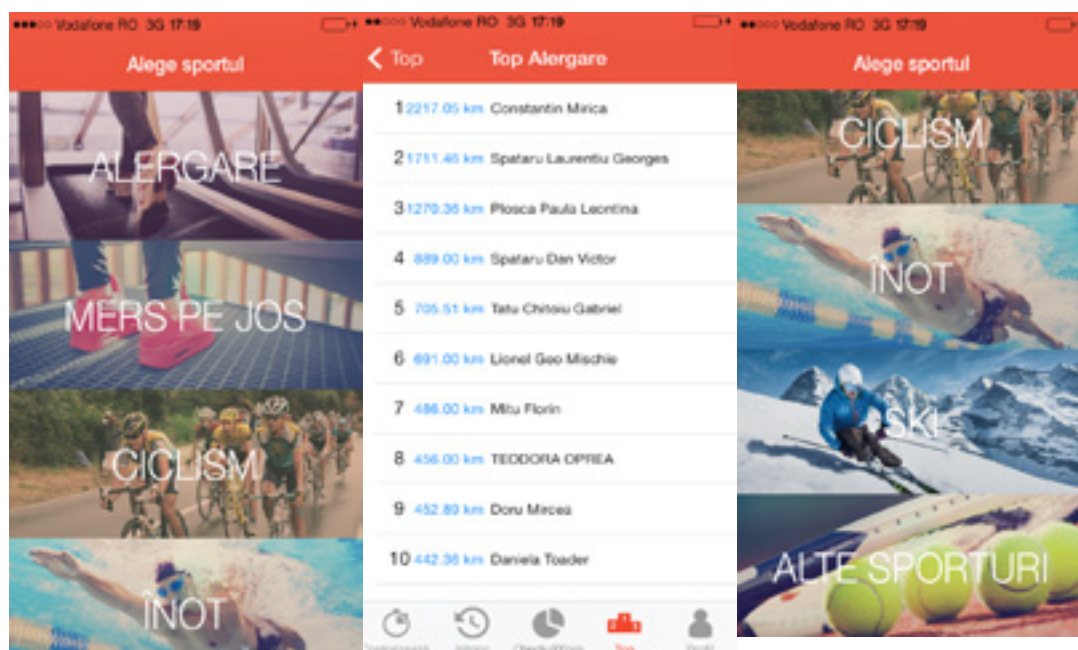 Vodafone RO 3G 17:19
Alege sportul
ALERGARE
MERS PE JOS
CICLISM
ÎNOT
Vodafone RO 3G 17:19
Top Top Alergare
1 2217.05 km Constantin Mirica
2 1711.46 km Spataru Laurentiu Georges
3 1270.36 km Plosca Paula Leontina
4 889.00 km Spataru Dan Victor
5 705.51 km Tatu Chitoiu Gabriel
6 691.00 km Lionel Geo Mischie
7 486.00 km Mitu Florin
8 456.00 km TEODORA OPREA
9 452.89 km Doru Mircea
10 442.36 km Daniela Toader
Top Profil
Vodafone RO 3G 17:19
Alege sportul
CICLISM
ÎNOT
SKI
ALTE SPORTURI